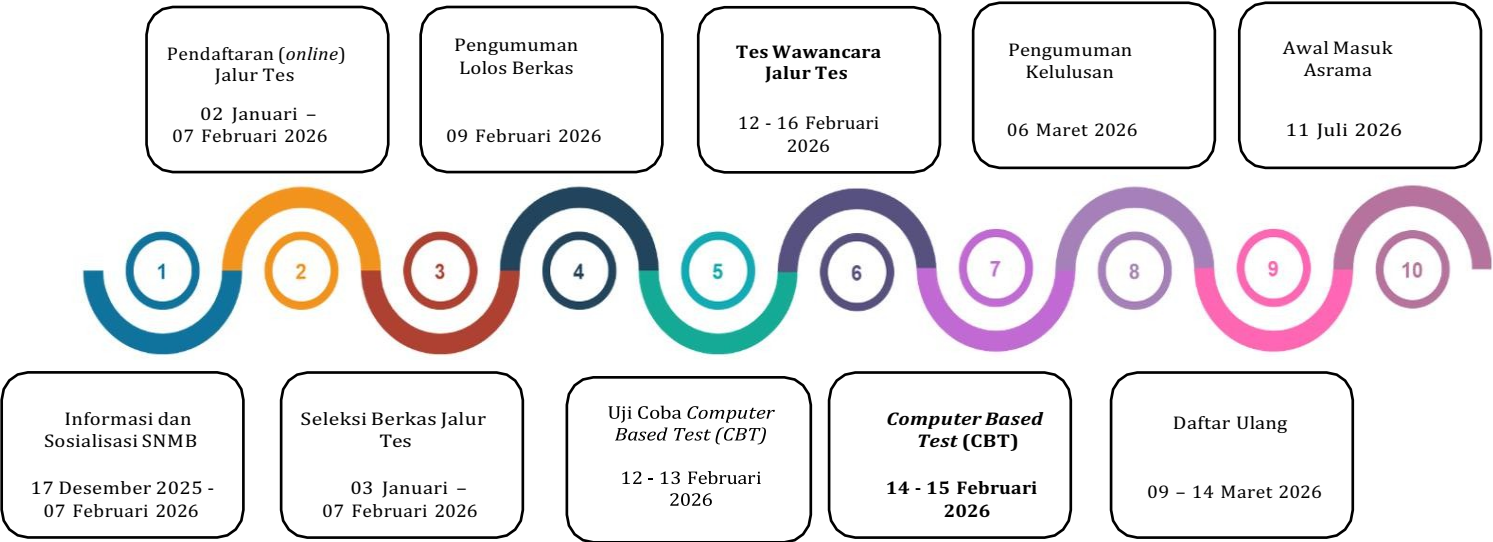 Pendaftaran (online)
Jalur Tes
02 Januari –
07 Februari 2026
Pengumuman
Lolos Berkas
09 Februari 2026
Tes Wawancara
Jalur Tes
12 - 16 Februari
2026
Pengumuman
Kelulusan
06 Maret 2026
Awal Masuk
Asrama
11 Juli 2026
1
2
3
4
5
6
7
8
9
10
Informasi dan
Sosialisasi SNMB
17 Desember 2025 -
07 Februari 2026
Seleksi Berkas Jalur
Tes
03 Januari –
07 Februari 2026
Uji Coba Computer
Based Test (CBT)
12 - 13 Februari
2026
Computer Based
Test (CBT)
14 - 15 Februari
2026
Daftar Ulang
09 – 14 Maret 2026